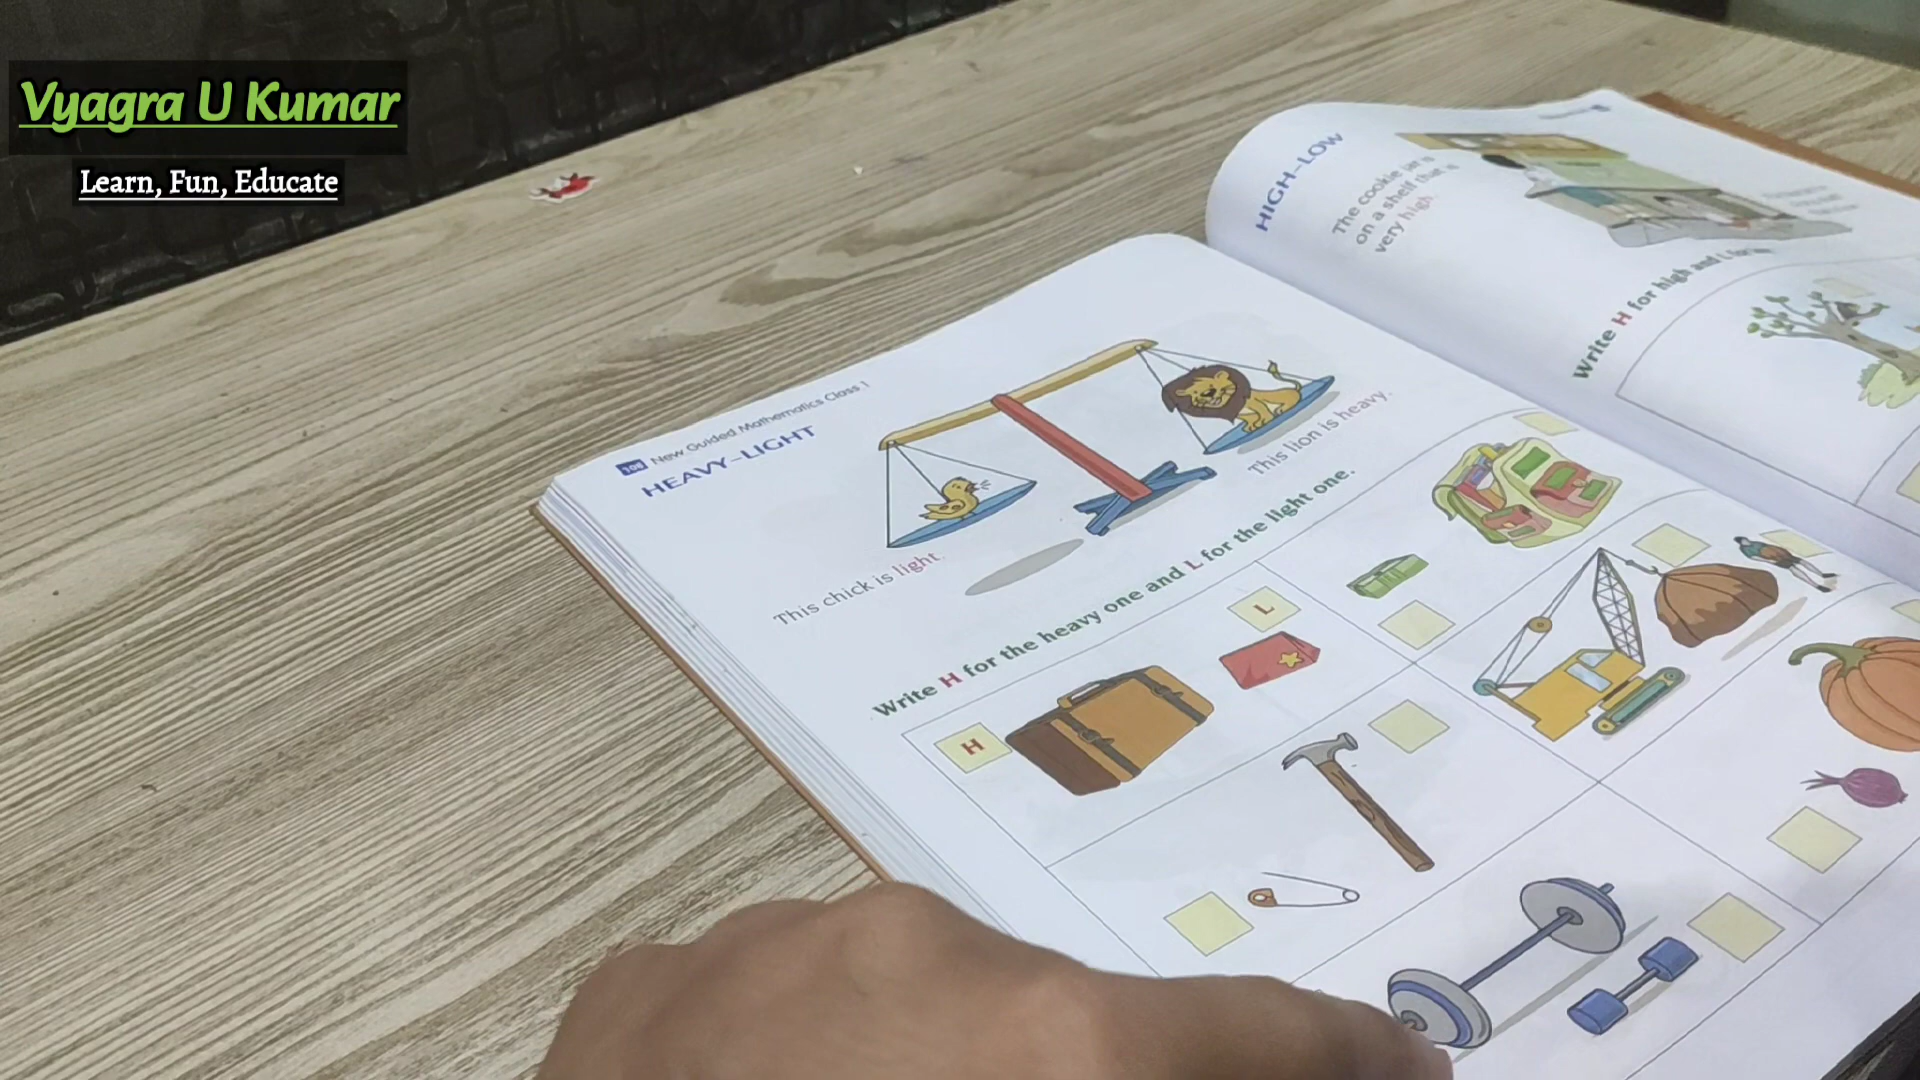 Vyagra U Kumar
Learn, Fun, Educate
108 New Guided Mathematics Class 1
HEAVY–LIGHT
This chick is light.
This lion is heavy.
Write H for the heavy one and L for the light one.
H
L
HIGH–LOW
The cookie jar is
on a shelf that is
very high.
Write H for high and L for